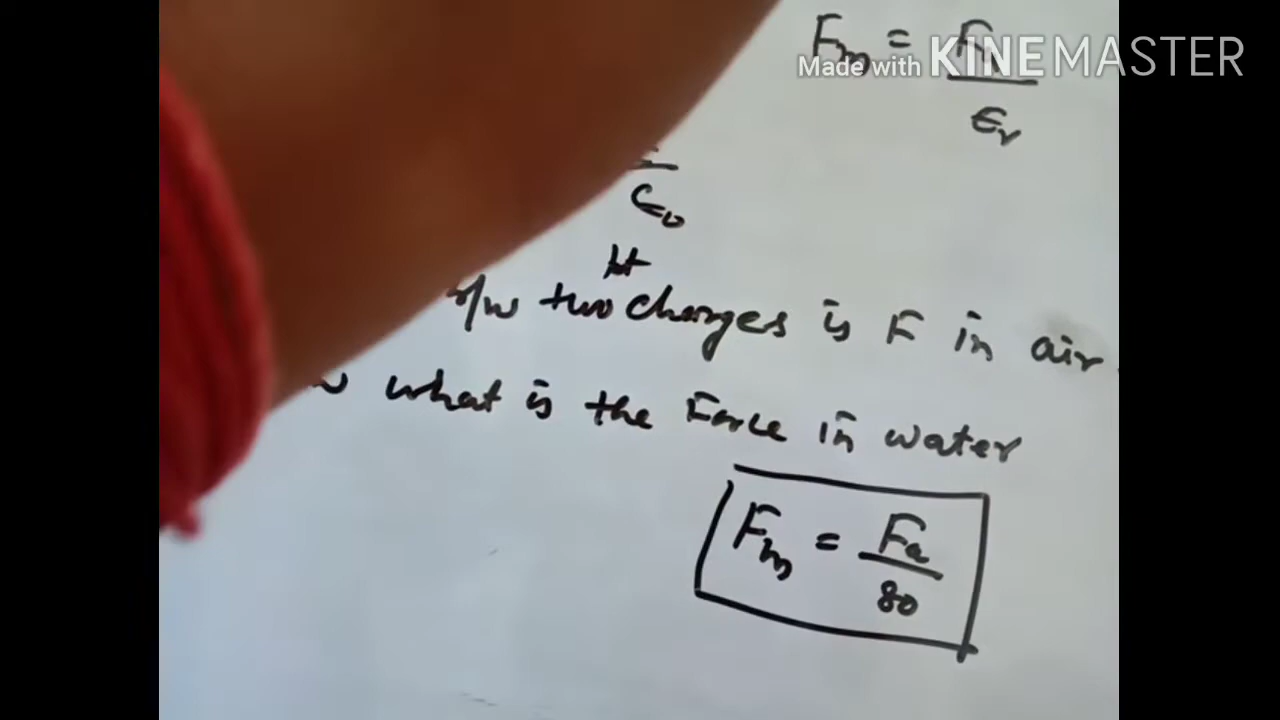 Fm = Fa
Made with KINEMASTER
εr
ε0
b/w two charges is F in air
what is the Force in water
Fm = Fa
80